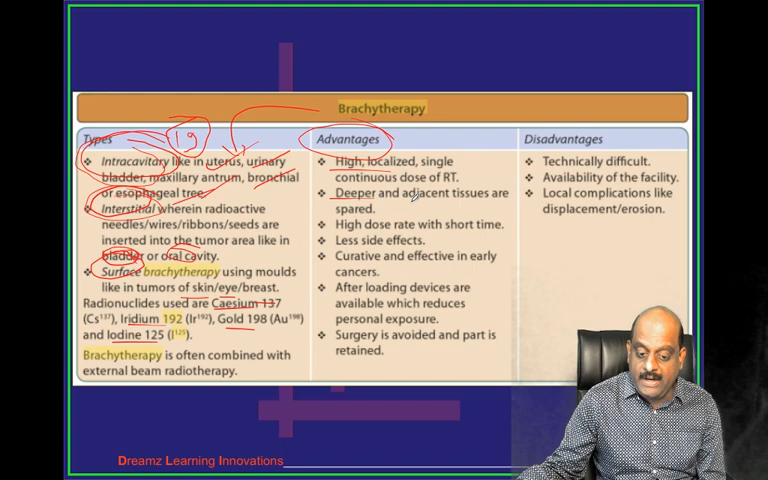 Brachytherapy
Types
Intracavitary like in uterus, urinary
bladder, maxillary antrum, bronchial
or esophageal tree.
Interstitial wherein radioactive
needles/wires/ribbons/seeds are
inserted into the tumor area like in
bladder or oral cavity.
Surface brachytherapy using moulds
like in tumors of skin/eye/breast.
Radionuclides used are Caesium 137
(Cs¹³⁷), Iridium 192 (Ir¹⁹²), Gold 198 (Au¹⁹⁸)
and Iodine 125 (I¹²⁵).
Brachytherapy is often combined with
external beam radiotherapy.
Advantages
High, localized, single
continuous dose of RT.
Deeper and adjacent tissues are
spared.
High dose rate with short time.
Less side effects.
Curative and effective in early
cancers.
After loading devices are
available which reduces
personal exposure.
Surgery is avoided and part is
retained.
Disadvantages
Technically difficult.
Availability of the facility.
Local complications like
displacement/erosion.
Dreamz Learning Innovations